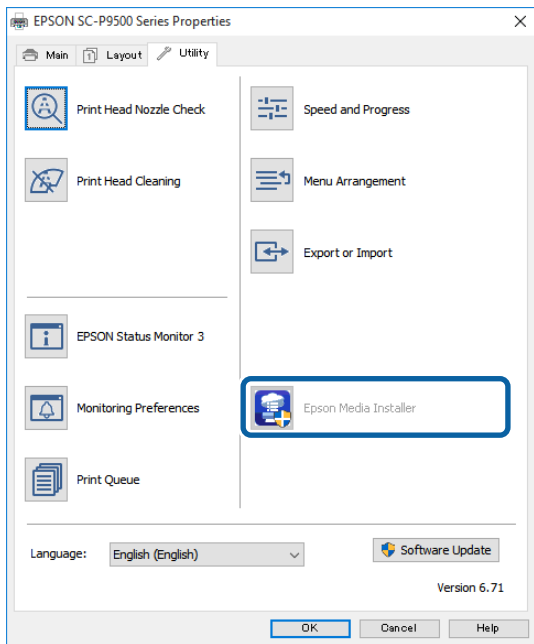 EPSON SC-P9500 Series Properties
Main
Layout
Utility
Print Head Nozzle Check
Speed and Progress
Print Head Cleaning
Menu Arrangement
Export or Import
EPSON Status Monitor 3
Monitoring Preferences
Epson Media Installer
Print Queue
Language:
English (English)
Software Update
Version 6.71
OK
Cancel
Help